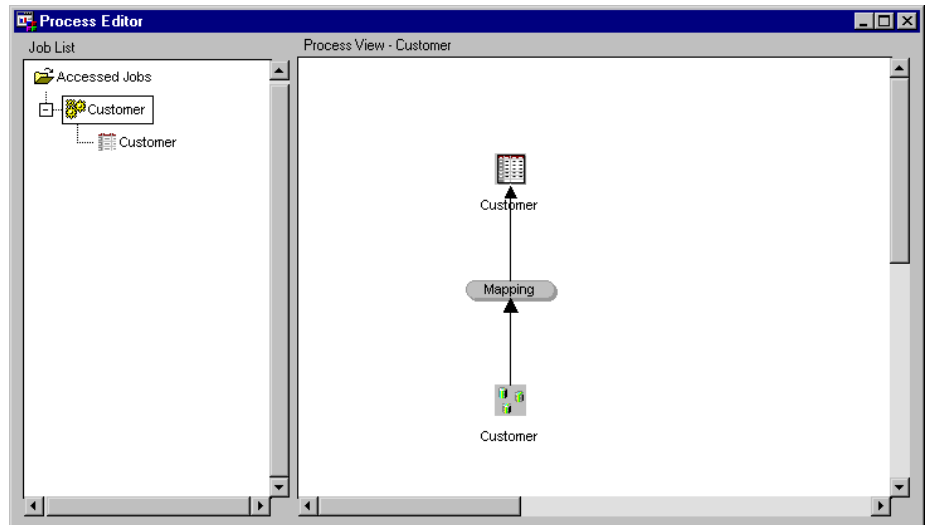 Process Editor
Job List
Process View - Customer
Accessed Jobs
Customer
Customer
Customer
Mapping
Customer